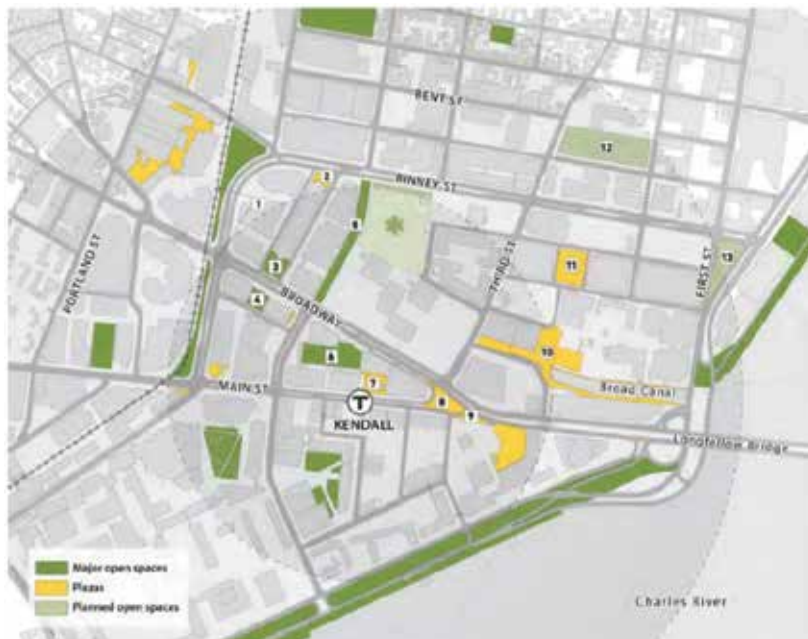 BENT ST
12
BINNEY ST
2
1
5
THIRD ST
FIRST ST
13
11
3
PORTLAND ST
4
BROADWAY
10
6
Broad Canal
7
MAIN ST
T
8
9
KENDALL
Longfellow Bridge
Major open spaces
Plazas
Planned open spaces
Charles River